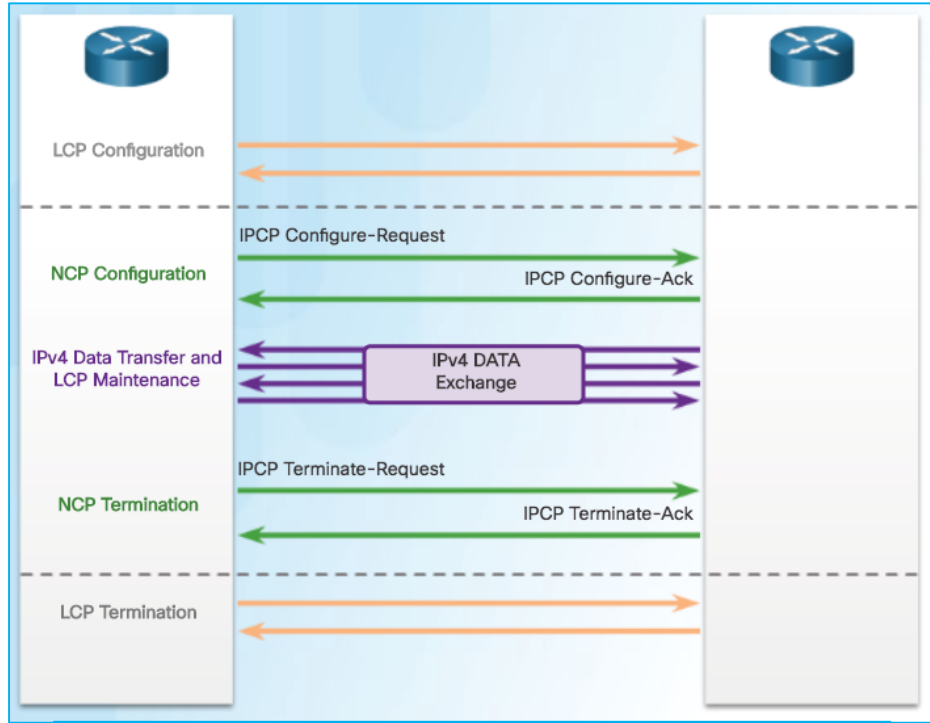 LCP Configuration
IPCP Configure-Request
NCP Configuration
IPCP Configure-Ack
IPv4 Data Transfer and
LCP Maintenance
IPv4 DATA
Exchange
IPCP Terminate-Request
NCP Termination
IPCP Terminate-Ack
LCP Termination